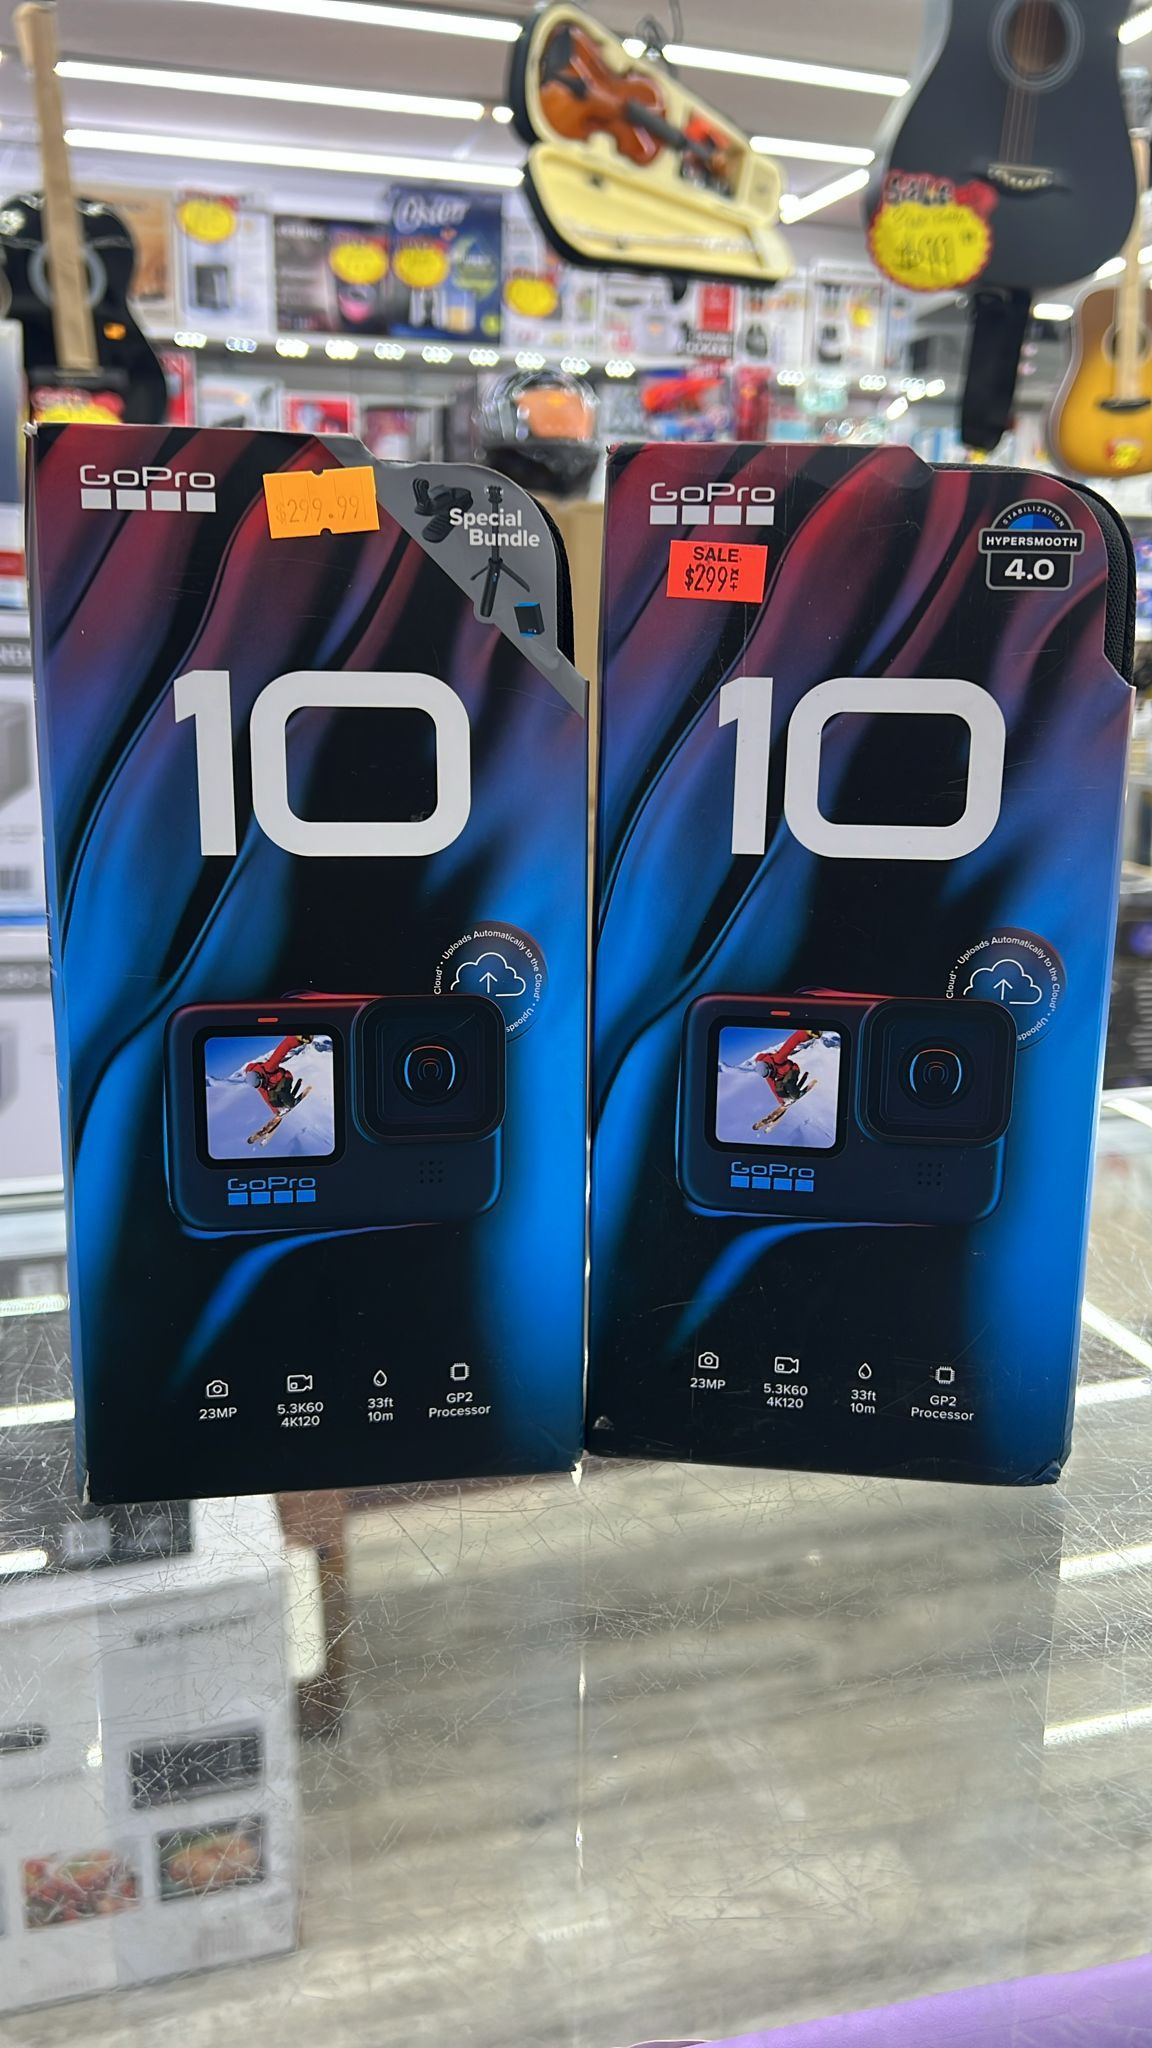 Oster
Sale
GoPro
$299.99
Special
Bundle
10
Uploads Automatically to the Cloud
GoPro
23MP
5.3K60
4K120
33ft
10m
GP2
Processor
GoPro
SALE
$299
STABILIZATION
HYPERSMOOTH
4.0
10
Uploads Automatically to the Cloud
GoPro
23MP
5.3K60
4K120
33ft
10m
GP2
Processor